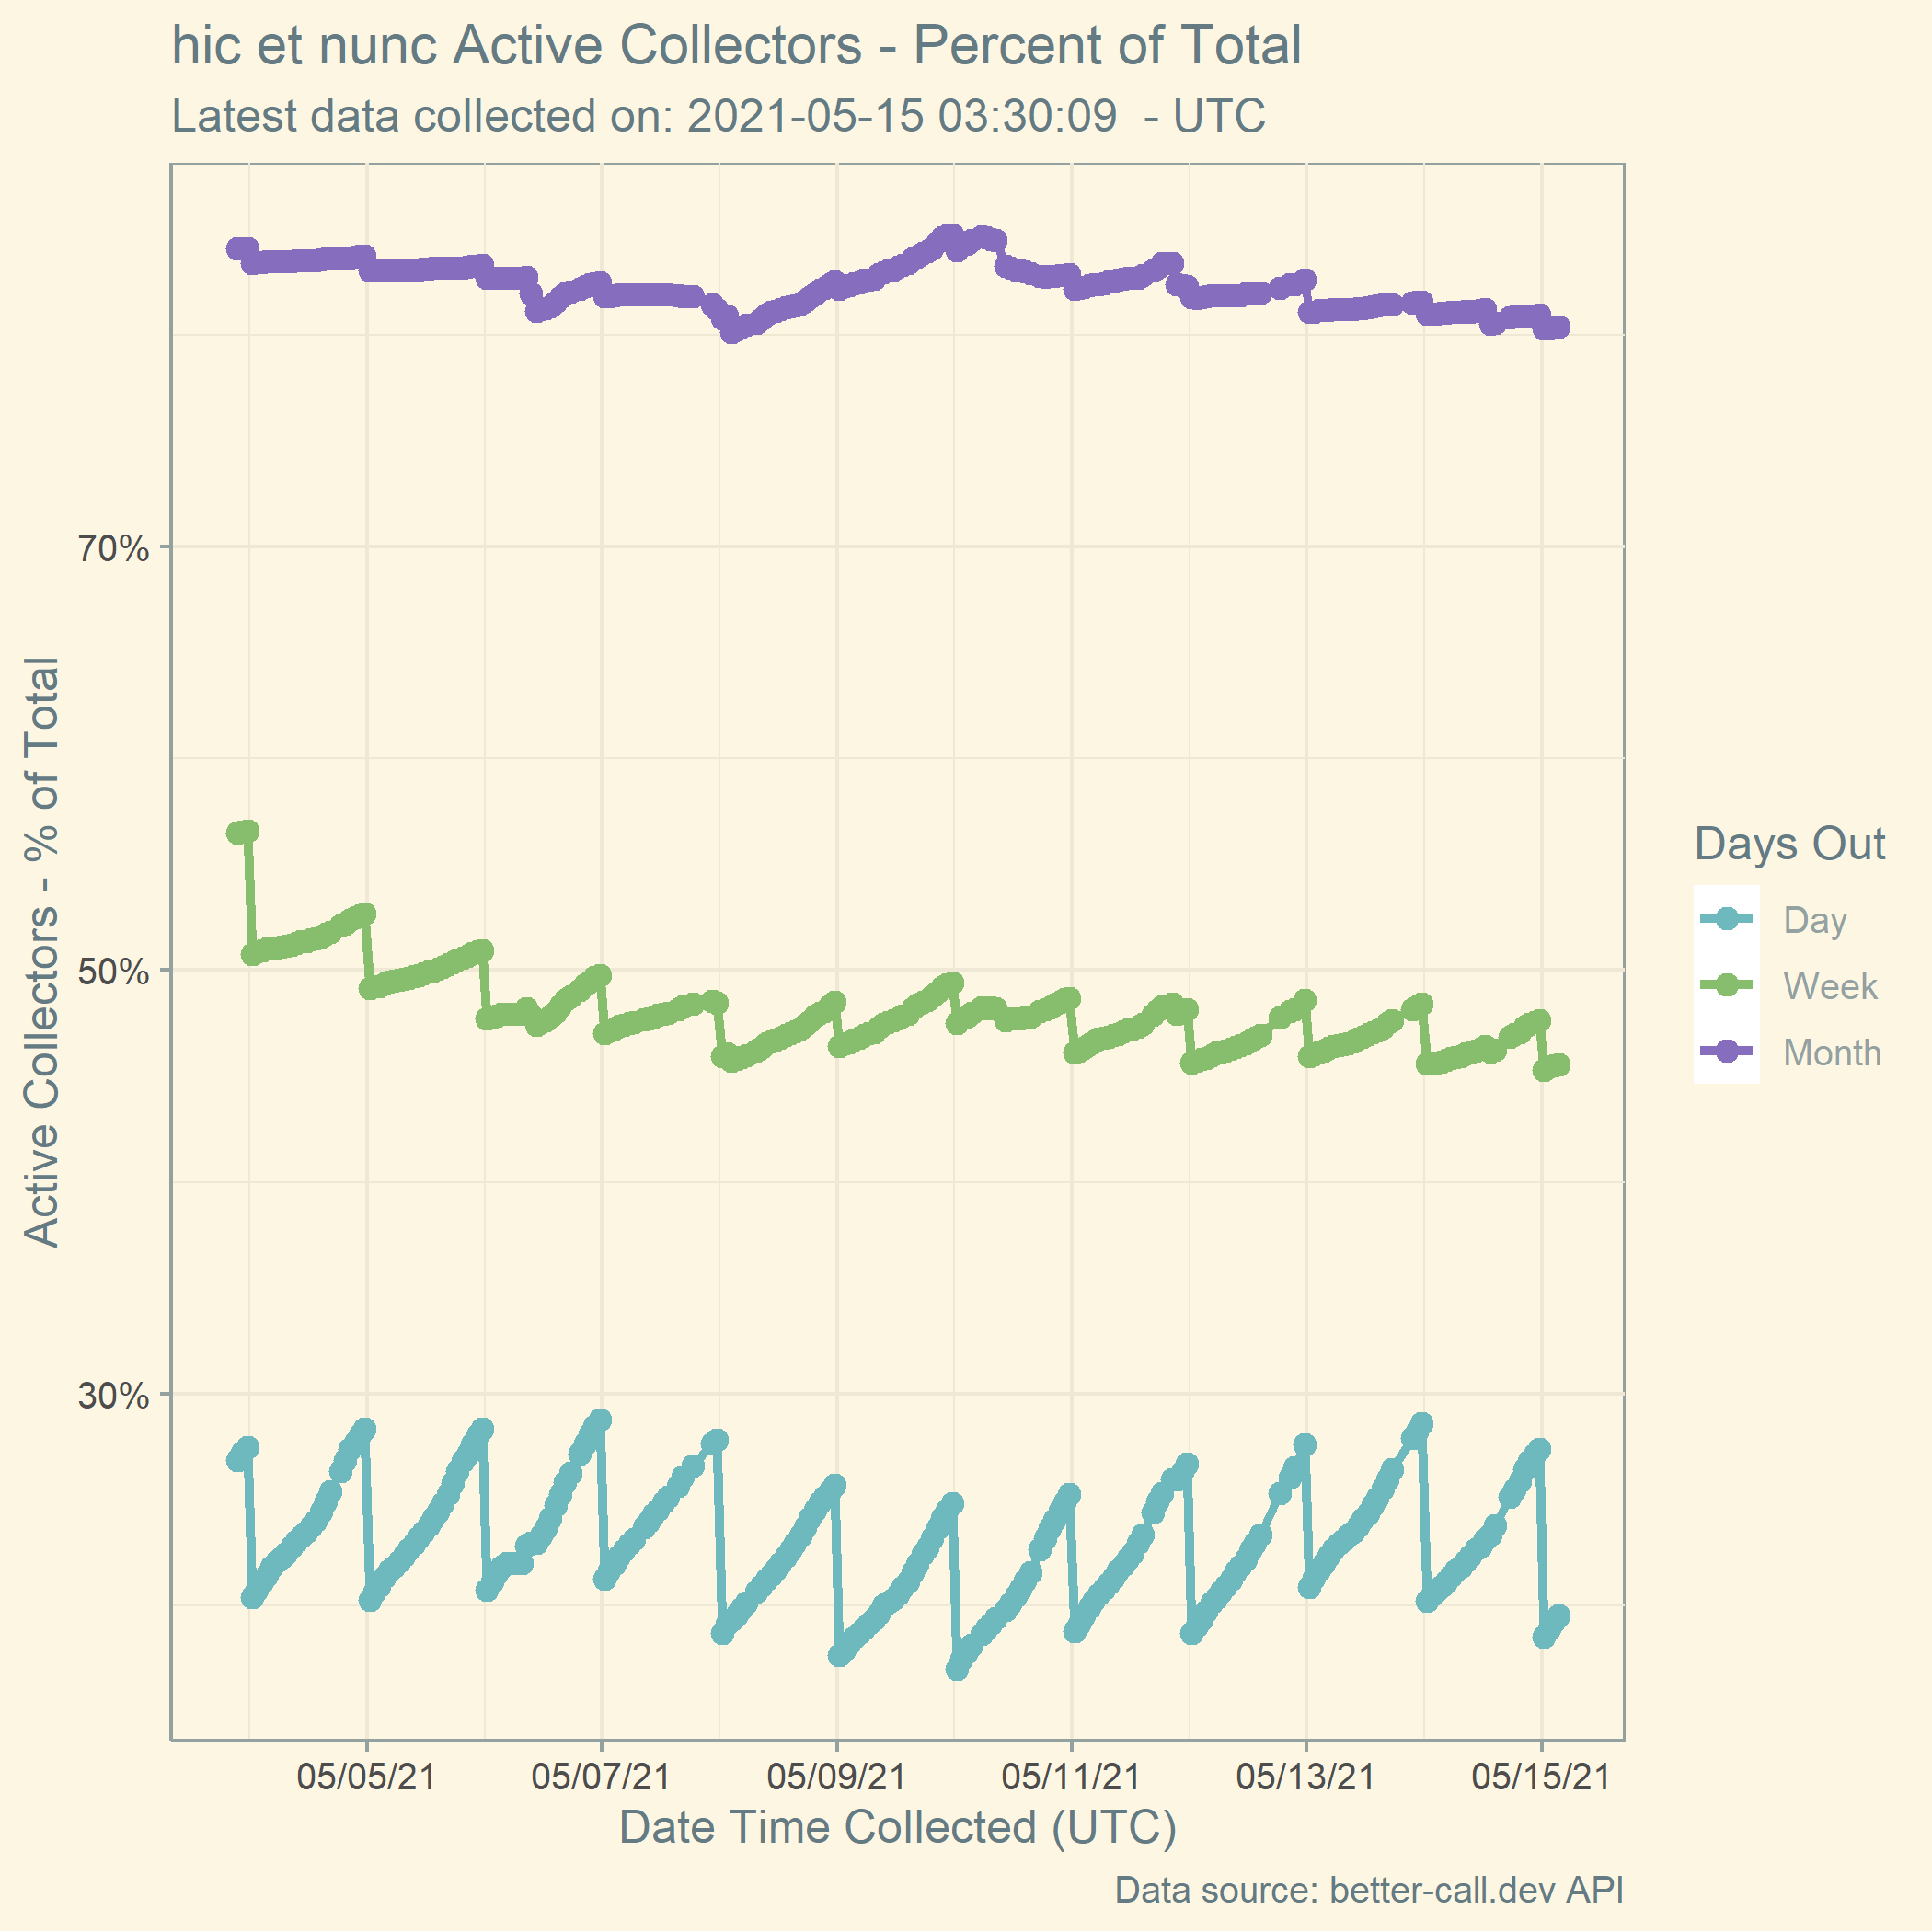 hic et nunc Active Collectors - Percent of Total
Latest data collected on: 2021-05-15 03:30:09  - UTC
Active Collectors - % of Total
70%
50%
30%
Days Out
Day
Week
Month
05/05/21
05/07/21
05/09/21
05/11/21
05/13/21
05/15/21
Date Time Collected (UTC)
Data source: better-call.dev API